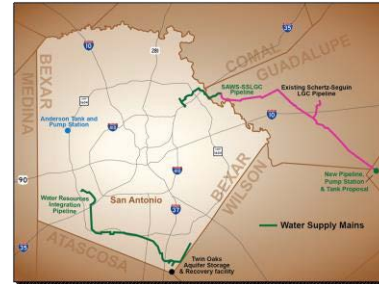 35
10
281
COMAL
GUADALUPE
BEXAR
MEDINA
SAWS-SSLGC
Pipeline
Existing Schertz-Seguin
LGC Pipeline
Anderson Tank and
Pump Station
10
90
New Pipeline,
Pump Station
& Tank Proposal
Water Resources
Integration
Pipeline
San Antonio
BEXAR
WILSON
37
Water Supply Mains
35
ATASCOSA
Twin Oaks
Aquifer Storage
& Recovery facility